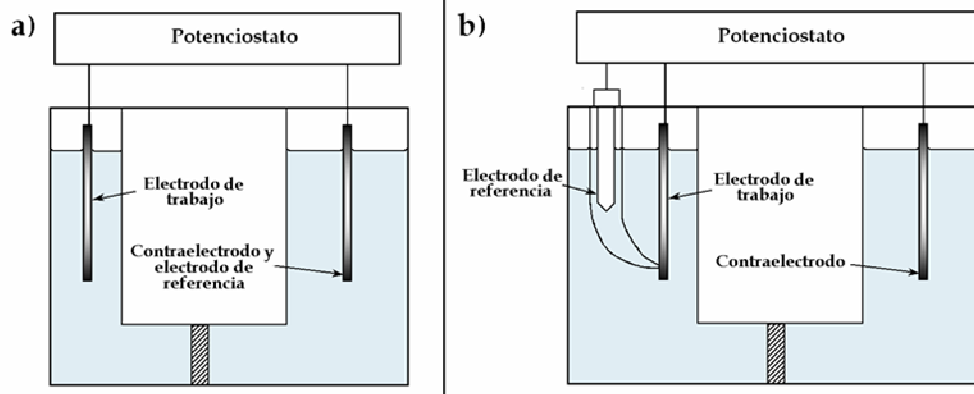 a)
Potenciostato
Electrodo de
trabajo
Contraelectrodo y
electrodo de
referencia
b)
Potenciostato
Electrodo de
referencia
Electrodo de
trabajo
Contraelectrodo